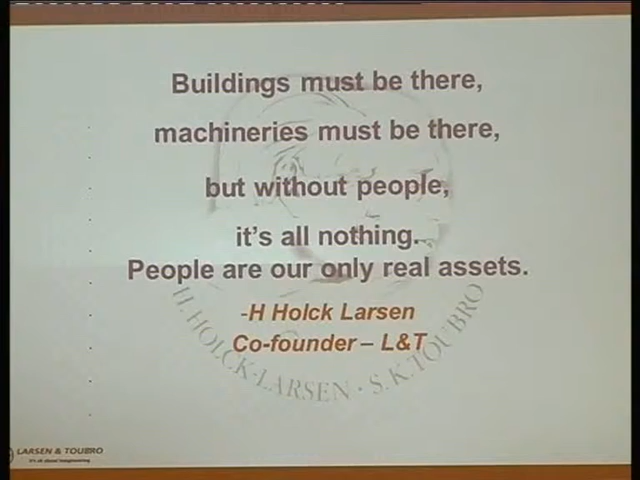 Buildings must be there,
machineries must be there,
but without people,
it's all nothing.
People are our only real assets.
-H Holck Larsen
Co-founder – L&T
H. HOLCK-LARSEN · S.K. TOUBRO
LARSEN & TOUBRO